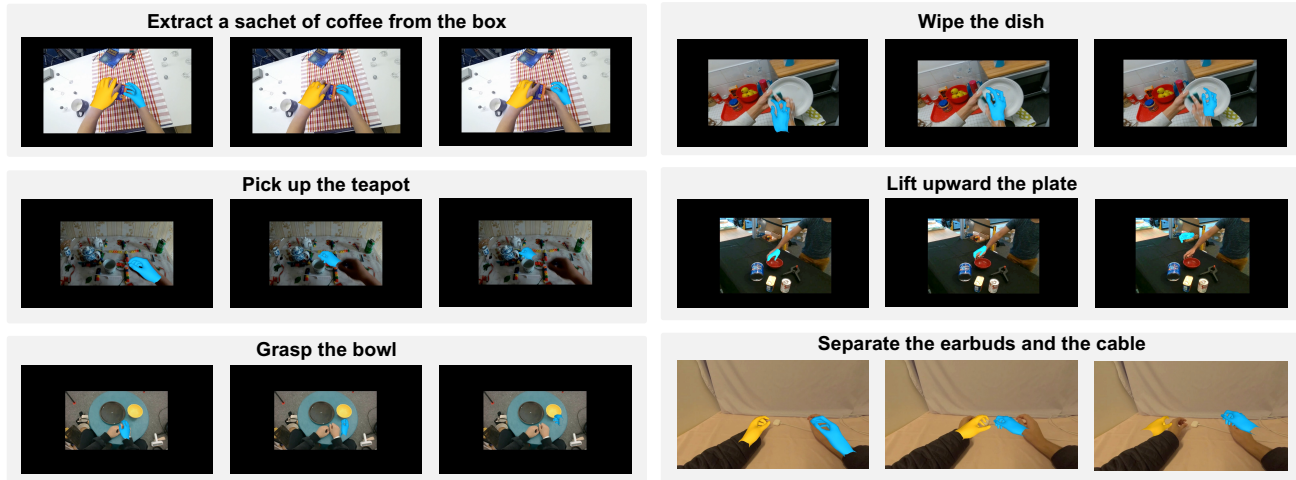 Extract a sachet of coffee from the box
Wipe the dish
Pick up the teapot
Lift upward the plate
Grasp the bowl
Separate the earbuds and the cable